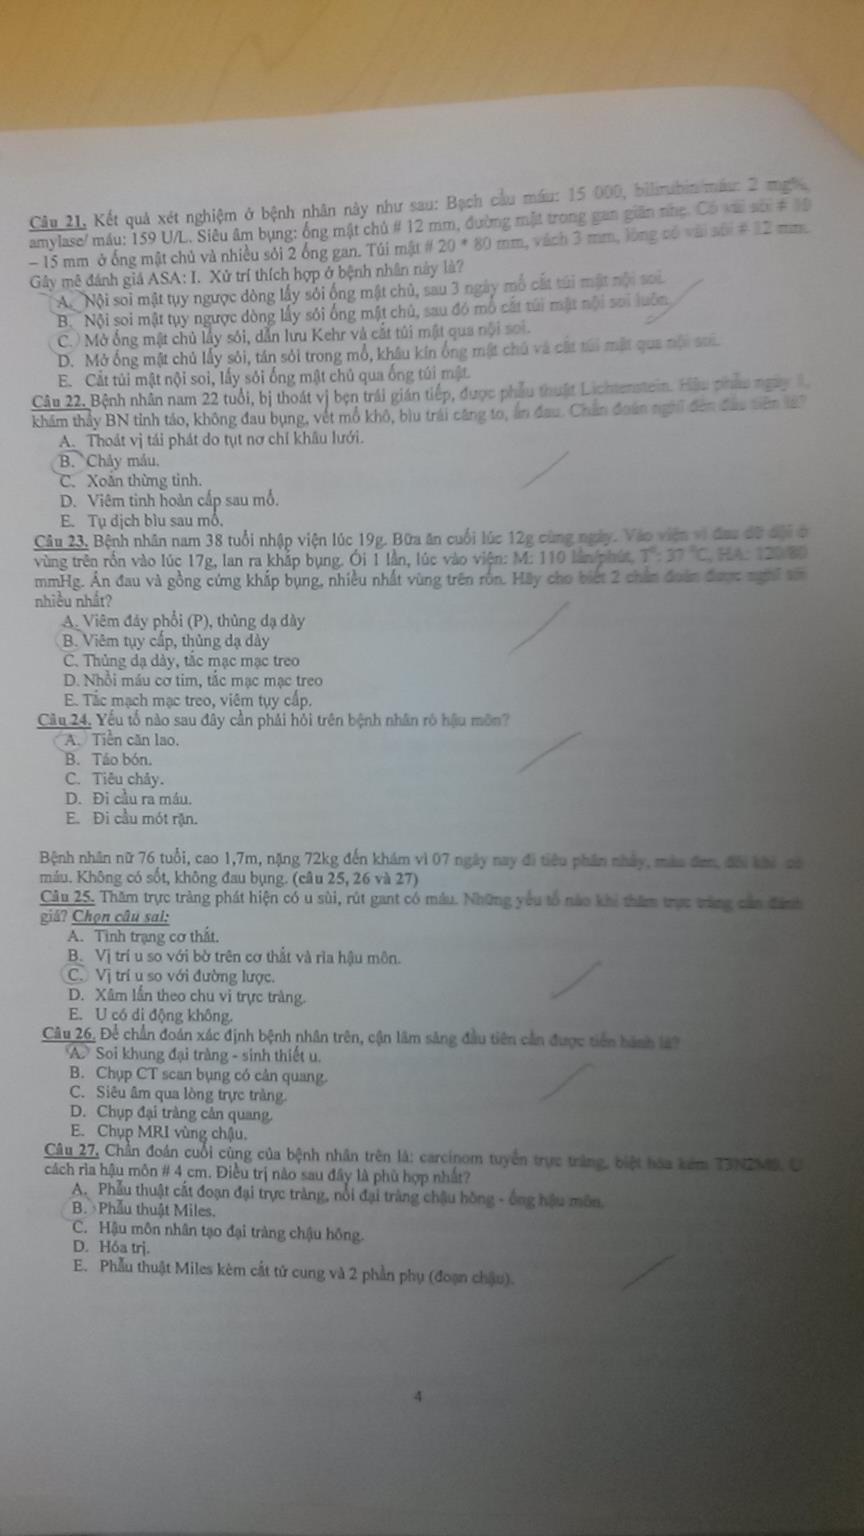 Câu 21. Kết quả xét nghiệm ở bệnh nhân này như sau: Bạch cầu máu: 15 000, bilirubin/máu: 2 mg%,
amylase/ máu: 159 U/L. Siêu âm bụng: ống mật chủ # 12 mm, đường mật trong gan giãn nhẹ. Có vài sỏi # 10
– 15 mm ở ống mật chủ và nhiều sỏi 2 ống gan. Túi mật # 20 * 80 mm, vách 3 mm, lòng có vài sỏi # 12 mm.
Gây mê đánh giá ASA: I. Xử trí thích hợp ở bệnh nhân này là?
A. Nội soi mật tụy ngược dòng lấy sỏi ống mật chủ, sau 3 ngày mổ cắt túi mật nội soi.
B. Nội soi mật tụy ngược dòng lấy sỏi ống mật chủ, sau đó mổ cắt túi mật nội soi luôn.
C. Mở ống mật chủ lấy sỏi, dẫn lưu Kehr và cắt túi mật qua nội soi.
D. Mở ống mật chủ lấy sỏi, tán sỏi trong mổ, khâu kín ống mật chủ và cắt túi mật qua nội soi.
E. Cắt túi mật nội soi, lấy sỏi ống mật chủ qua ống túi mật.
Câu 22. Bệnh nhân nam 22 tuổi, bị thoát vị bẹn trái gián tiếp, được phẫu thuật Lichtenstein. Hậu phẫu ngày 1,
khám thấy BN tỉnh táo, không đau bụng, vết mổ khô, bìu trái căng to, ấn đau. Chẩn đoán nghĩ đến đầu tiên là?
A. Thoát vị tái phát do tụt nơ chỉ khâu lưới.
B. Chảy máu.
C. Xoắn thừng tinh.
D. Viêm tinh hoàn cấp sau mổ.
E. Tụ dịch bìu sau mổ.
Câu 23. Bệnh nhân nam 38 tuổi nhập viện lúc 19g. Bữa ăn cuối lúc 12g cùng ngày. Vào viện vì đau dữ dội ở
vùng trên rốn vào lúc 17g, lan ra khắp bụng. Ói 1 lần, lúc vào viện: M: 110 lần/phút, T°: 37 °C, HA: 120/80
mmHg. Ấn đau và gồng cứng khắp bụng, nhiều nhất vùng trên rốn. Hãy cho biết 2 chẩn đoán được nghĩ tới
nhiều nhất?
A. Viêm đáy phổi (P), thủng dạ dày
B. Viêm tụy cấp, thủng dạ dày
C. Thủng dạ dày, tắc mạc mạc treo
D. Nhồi máu cơ tim, tắc mạc mạc treo
E. Tắc mạch mạc treo, viêm tụy cấp.
Câu 24. Yếu tố nào sau đây cần phải hỏi trên bệnh nhân rò hậu môn?
A. Tiền căn lao.
B. Táo bón.
C. Tiêu chảy.
D. Đi cầu ra máu.
E. Đi cầu mót rặn.
Bệnh nhân nữ 76 tuổi, cao 1,7m, nặng 72kg đến khám vì 07 ngày nay đi tiêu phân nhầy, màu đen, đôi khi có
máu. Không có sốt, không đau bụng. (câu 25, 26 và 27)
Câu 25. Thăm trực tràng phát hiện có u sùi, rút gant có máu. Những yếu tố nào khi thăm trực tràng cần đánh
giá? Chọn câu sai:
A. Tình trạng cơ thắt.
B. Vị trí u so với bờ trên cơ thắt và rìa hậu môn.
C. Vị trí u so với đường lược.
D. Xâm lấn theo chu vi trực tràng.
E. U có di động không.
Câu 26. Để chẩn đoán xác định bệnh nhân trên, cận lâm sàng đầu tiên cần được tiến hành là?
A. Soi khung đại tràng - sinh thiết u.
B. Chụp CT scan bụng có cản quang.
C. Siêu âm qua lòng trực tràng.
D. Chụp đại tràng cản quang.
E. Chụp MRI vùng chậu.
Câu 27. Chẩn đoán cuối cùng của bệnh nhân trên là: carcinom tuyến trực tràng, biệt hóa kém T3N2M0. U
cách rìa hậu môn # 4 cm. Điều trị nào sau đây là phù hợp nhất?
A. Phẫu thuật cắt đoạn đại trực tràng, nối đại tràng chậu hông - ống hậu môn.
B. Phẫu thuật Miles.
C. Hậu môn nhân tạo đại tràng chậu hông.
D. Hóa trị.
E. Phẫu thuật Miles kèm cắt tử cung và 2 phần phụ (đoạn chậu).
4